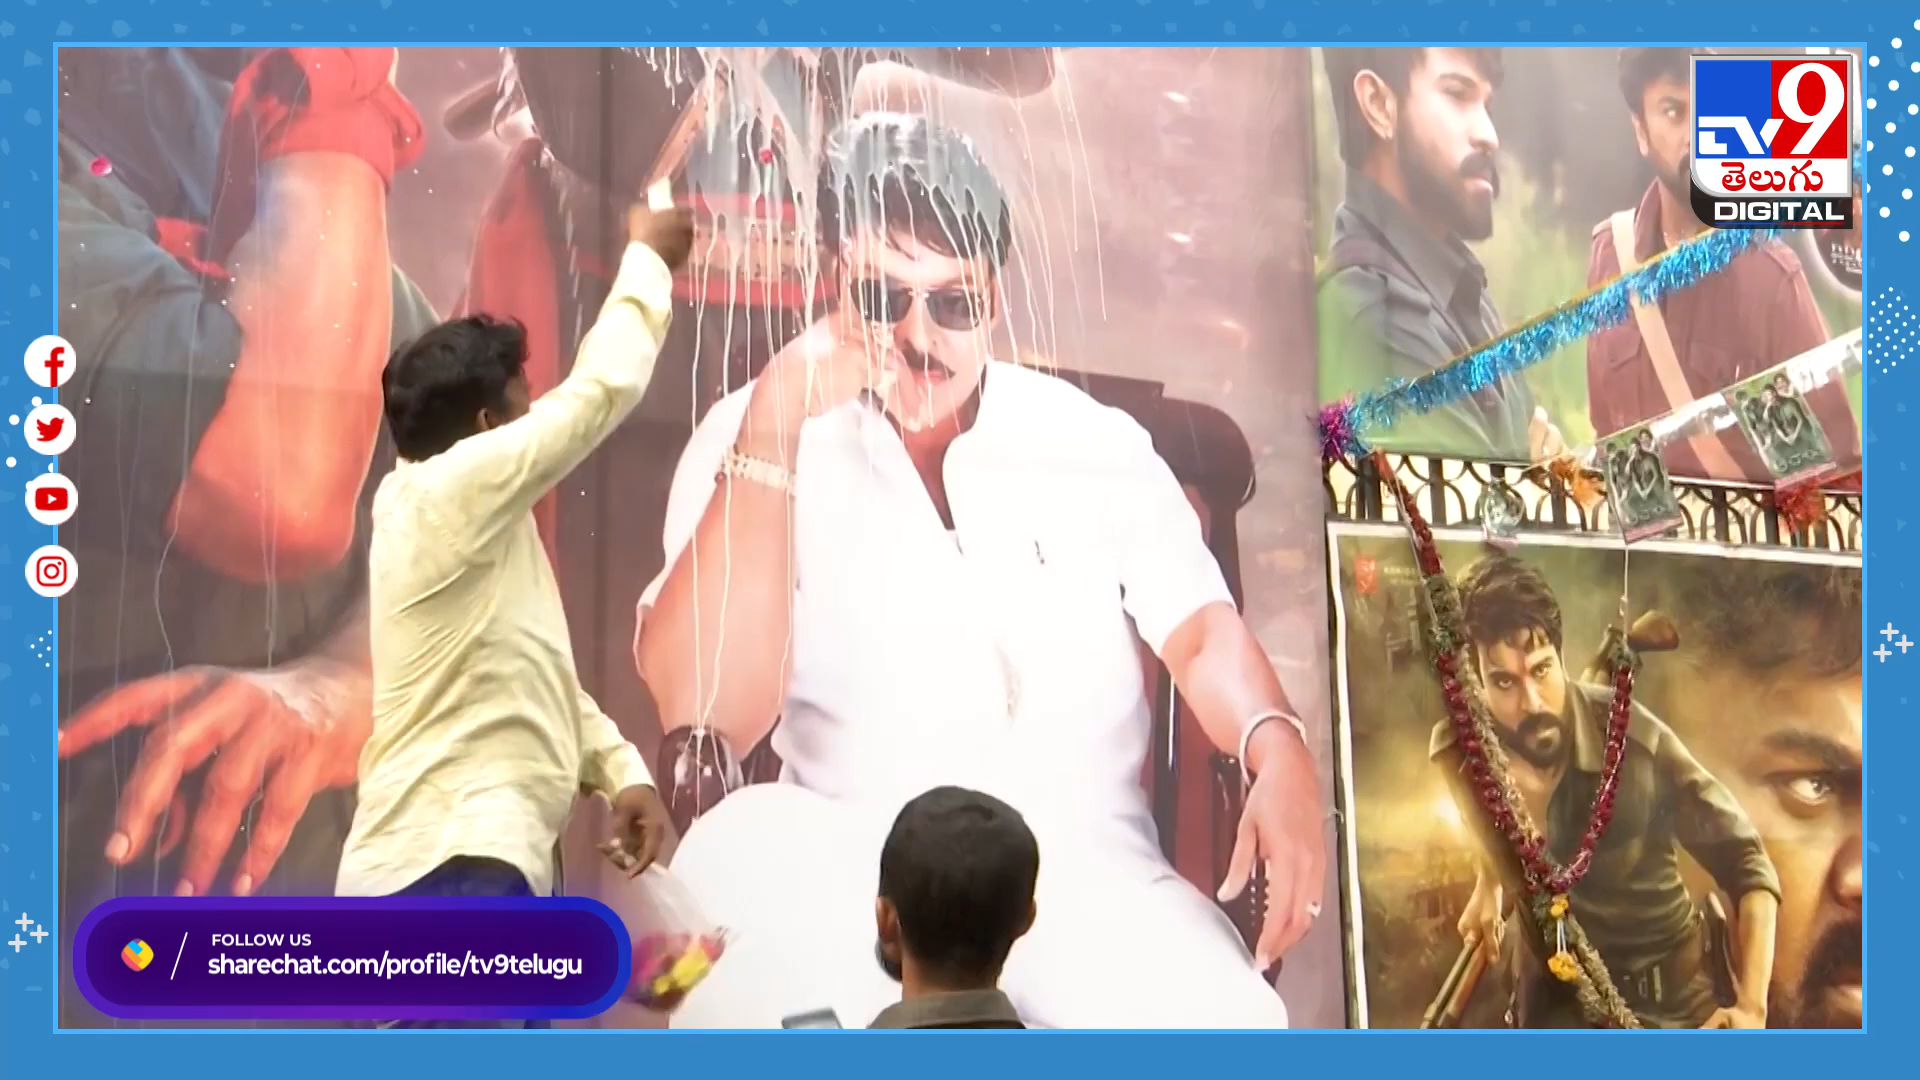 TV9
తెలుగు
DIGITAL
FOLLOW US
sharechat.com/profile/tv9telugu